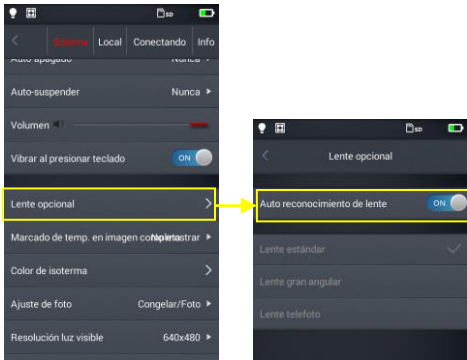 SD
Sistema Local Conectando Info
Auto apagado Nunca
Auto-suspender Nunca
Volumen
Vibrar al presionar teclado ON
Lente opcional
Marcado de temp. en imagen
Color de isoterma
Ajuste de foto Congelar/Foto
Resolución luz visible 640x480
SD
Lente opcional
Auto reconocimiento de lente ON
Lente estándar
Lente gran angular
Lente telefoto